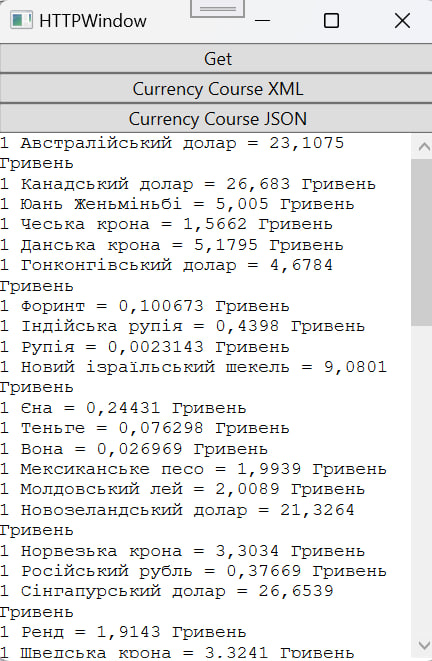 HTTPWindow
Get
Currency Course XML
Currency Course JSON
1 Австралійський долар = 23,1075
Гривень
1 Канадський долар = 26,683 Гривень
1 Юань Женьміньбі = 5,005 Гривень
1 Чеська крона = 1,5662 Гривень
1 Данська крона = 5,1795 Гривень
1 Гонконгівський долар = 4,6784
Гривень
1 Форинт = 0,100673 Гривень
1 Індійська рупія = 0,4398 Гривень
1 Рупія = 0,0023143 Гривень
1 Новий ізраїльський шекель = 9,0801
Гривень
1 Єна = 0,24431 Гривень
1 Теньге = 0,076298 Гривень
1 Вона = 0,026969 Гривень
1 Мексиканське песо = 1,9939 Гривень
1 Молдовський лей = 2,0089 Гривень
1 Новозеландський долар = 21,3264
Гривень
1 Норвезька крона = 3,3034 Гривень
1 Російський рубль = 0,37669 Гривень
1 Сінгапурський долар = 26,6539
Гривень
1 Ренд = 1,9143 Гривень
1 Шведська крона = 3,3241 Гривень